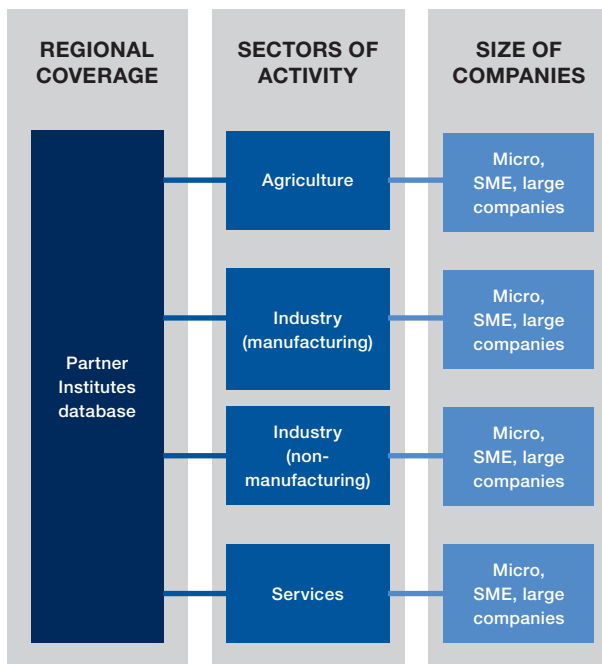 REGIONAL
COVERAGE
SECTORS OF
ACTIVITY
SIZE OF
COMPANIES
Partner
Institutes
database
Agriculture
Micro,
SME, large
companies
Industry
(manufacturing)
Micro,
SME, large
companies
Industry
(non-
manufacturing)
Micro,
SME, large
companies
Services
Micro,
SME, large
companies